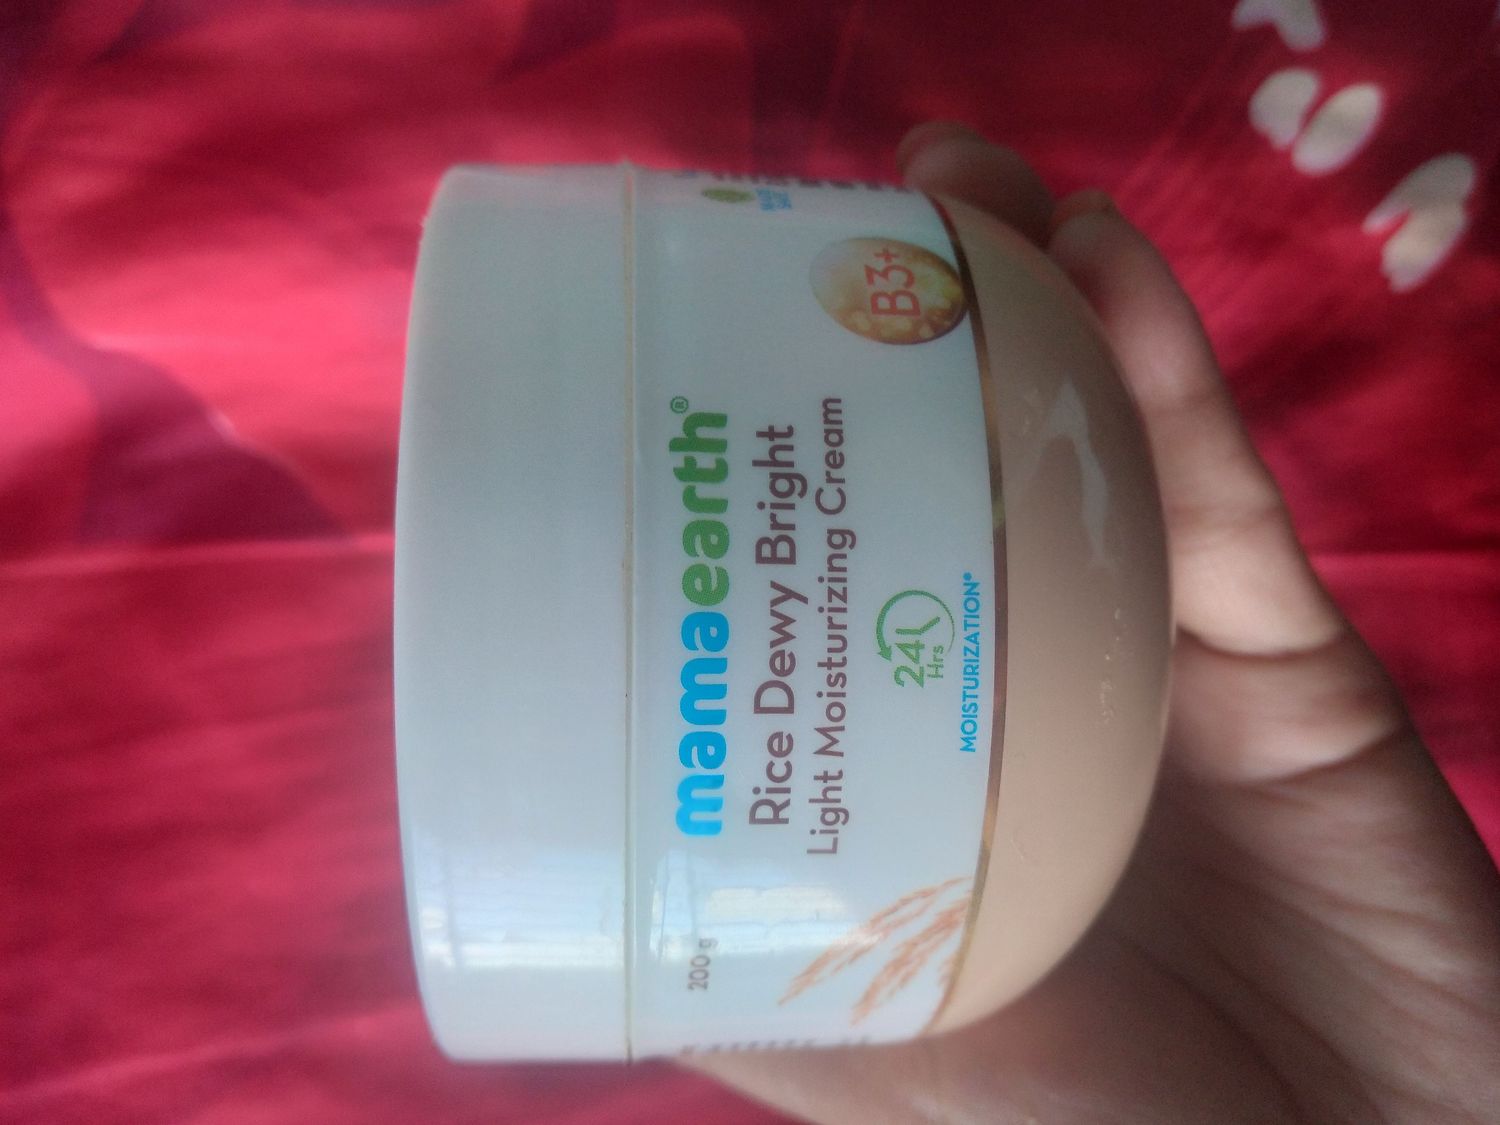 mamaearth®
Rice Dewy Bright
Light Moisturizing Cream
24 Hrs
MOISTURIZATION*
B3+
200 g